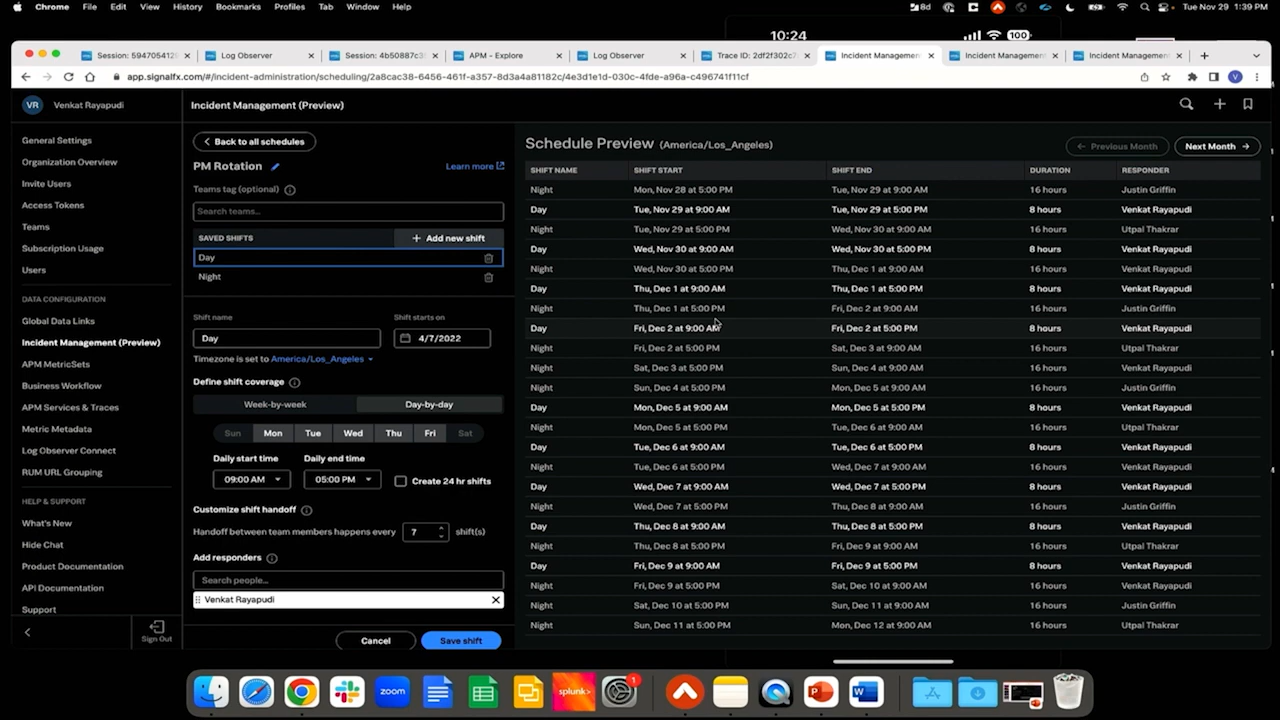 Chrome File Edit View History Bookmarks Profiles Tab Window Help
8d Tue Nov 29 1:39 PM
10:24
Session: 5947054125 Log Observer Session: 4b50887c3 APM - Explore Log Observer Trace ID: 2df2f302c7 Incident Management Incident Management Incident Management
app.signalfx.com/#/incident-administration/scheduling/2a8cac38-6456-461f-a357-8d3a4a81182c/4e3d1e1d-030c-4fde-a96a-c496741f11cf V
VR Venkat Rayapudi
General Settings
Organization Overview
Invite Users
Access Tokens
Teams
Subscription Usage
Users
DATA CONFIGURATION
Global Data Links
Incident Management (Preview)
APM MetricSets
Business Workflow
APM Services & Traces
Metric Metadata
Log Observer Connect
RUM URL Grouping
HELP & SUPPORT
What's New
Hide Chat
Product Documentation
API Documentation
Support
Sign Out
Incident Management (Preview)
Back to all schedules
PM Rotation Learn more
Teams tag (optional)
Search teams...
SAVED SHIFTS + Add new shift
Day
Night
Shift name Shift starts on
Day 4/7/2022
Timezone is set to America/Los_Angeles
Define shift coverage
Week-by-week Day-by-day
Sun Mon Tue Wed Thu Fri Sat
Daily start time Daily end time
09:00 AM 05:00 PM Create 24 hr shifts
Customize shift handoff
Handoff between team members happens every 7 shift(s)
Add responders
Search people...
Venkat Rayapudi
Cancel Save shift
Schedule Preview (America/Los_Angeles) Previous Month Next Month
SHIFT NAME SHIFT START SHIFT END DURATION RESPONDER
Night Mon, Nov 28 at 5:00 PM Tue, Nov 29 at 9:00 AM 16 hours Justin Griffin
Day Tue, Nov 29 at 9:00 AM Tue, Nov 29 at 5:00 PM 8 hours Venkat Rayapudi
Night Tue, Nov 29 at 5:00 PM Wed, Nov 30 at 9:00 AM 16 hours Utpal Thakrar
Day Wed, Nov 30 at 9:00 AM Wed, Nov 30 at 5:00 PM 8 hours Venkat Rayapudi
Night Wed, Nov 30 at 5:00 PM Thu, Dec 1 at 9:00 AM 16 hours Venkat Rayapudi
Day Thu, Dec 1 at 9:00 AM Thu, Dec 1 at 5:00 PM 8 hours Venkat Rayapudi
Night Thu, Dec 1 at 5:00 PM Fri, Dec 2 at 9:00 AM 16 hours Justin Griffin
Day Fri, Dec 2 at 9:00 AM Fri, Dec 2 at 5:00 PM 8 hours Venkat Rayapudi
Night Fri, Dec 2 at 5:00 PM Sat, Dec 3 at 9:00 AM 16 hours Utpal Thakrar
Night Sat, Dec 3 at 5:00 PM Sun, Dec 4 at 9:00 AM 16 hours Venkat Rayapudi
Night Sun, Dec 4 at 5:00 PM Mon, Dec 5 at 9:00 AM 16 hours Justin Griffin
Day Mon, Dec 5 at 9:00 AM Mon, Dec 5 at 5:00 PM 8 hours Venkat Rayapudi
Night Mon, Dec 5 at 5:00 PM Tue, Dec 6 at 9:00 AM 16 hours Utpal Thakrar
Day Tue, Dec 6 at 9:00 AM Tue, Dec 6 at 5:00 PM 8 hours Venkat Rayapudi
Night Tue, Dec 6 at 5:00 PM Wed, Dec 7 at 9:00 AM 16 hours Venkat Rayapudi
Day Wed, Dec 7 at 9:00 AM Wed, Dec 7 at 5:00 PM 8 hours Venkat Rayapudi
Night Wed, Dec 7 at 5:00 PM Thu, Dec 8 at 9:00 AM 16 hours Justin Griffin
Day Thu, Dec 8 at 9:00 AM Thu, Dec 8 at 5:00 PM 8 hours Venkat Rayapudi
Night Thu, Dec 8 at 5:00 PM Fri, Dec 9 at 9:00 AM 16 hours Utpal Thakrar
Day Fri, Dec 9 at 9:00 AM Fri, Dec 9 at 5:00 PM 8 hours Venkat Rayapudi
Night Fri, Dec 9 at 5:00 PM Sat, Dec 10 at 9:00 AM 16 hours Venkat Rayapudi
Night Sat, Dec 10 at 5:00 PM Sun, Dec 11 at 9:00 AM 16 hours Justin Griffin
Night Sun, Dec 11 at 5:00 PM Mon, Dec 12 at 9:00 AM 16 hours Utpal Thakrar
zoom splunk> 1 P W